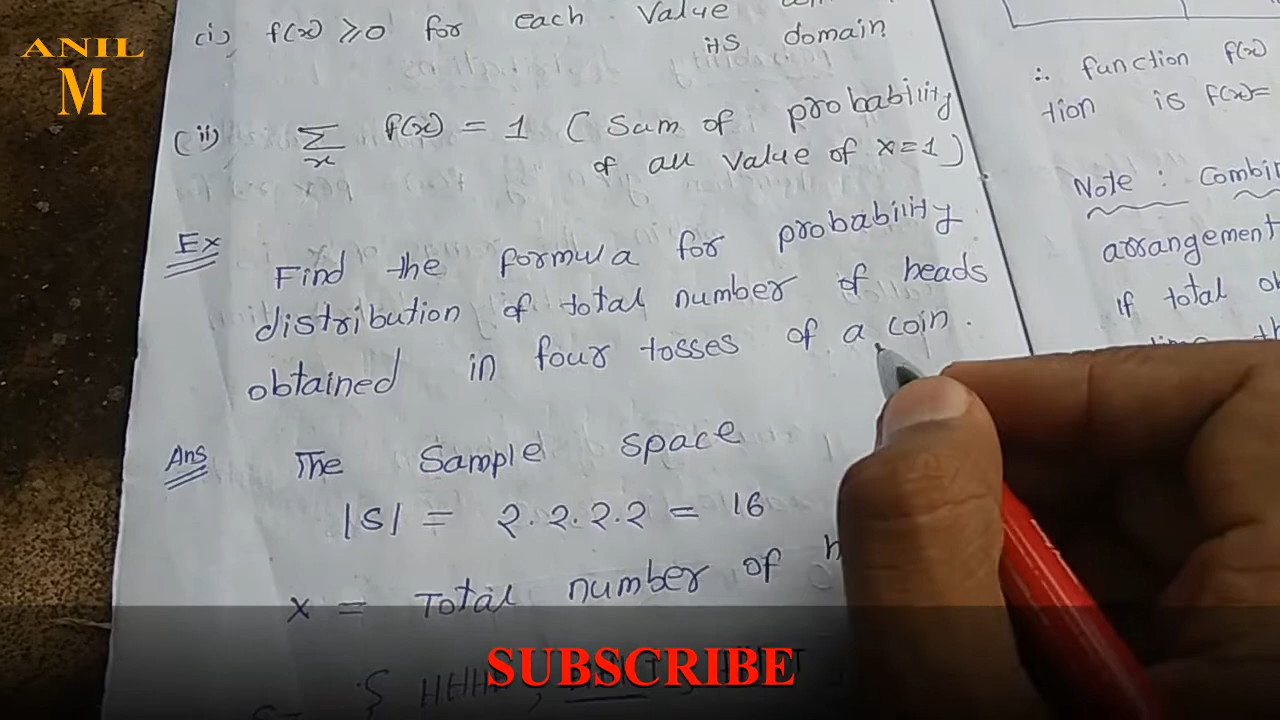 ANIL
M
(i) f(x) ≥ 0 for each value
its domain
(ii) ∑ f(x) = 1 ( Sum of probability
x
of all value of x=1 )
Ex
Find the formula for probability
distribution of total number of heads
obtained in four tosses of a coin.
Ans
The Sample space
|S| = 2.2.2.2 = 16
x = Total number of h
{ HHHH ,
SUBSCRIBE
∴ function f(x)
tion is f(x)=
Note : Combi
arrangement
If total ob